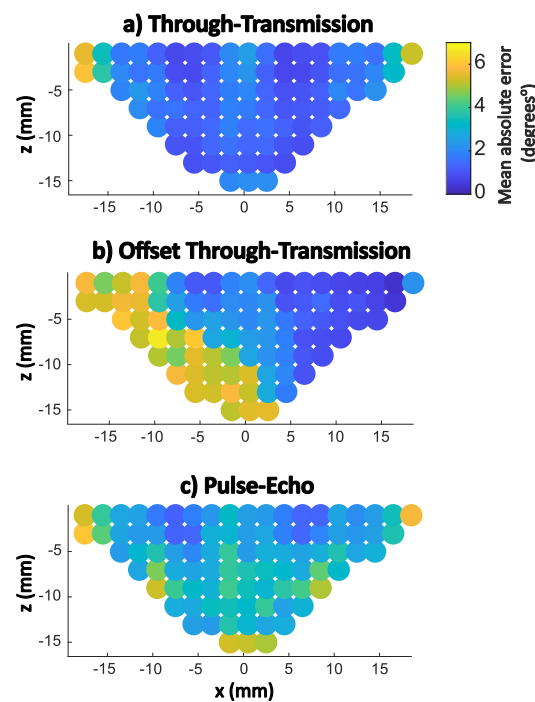 a) Through-Transmission
z (mm)
-5
-10
-15
-15 -10 -5 0 5 10 15
6
4
2
0
Mean absolute error
(degreesº)
b) Offset Through-Transmission
z (mm)
-5
-10
-15
-15 -10 -5 0 5 10 15
c) Pulse-Echo
z (mm)
-5
-10
-15
-15 -10 -5 0 5 10 15
x (mm)